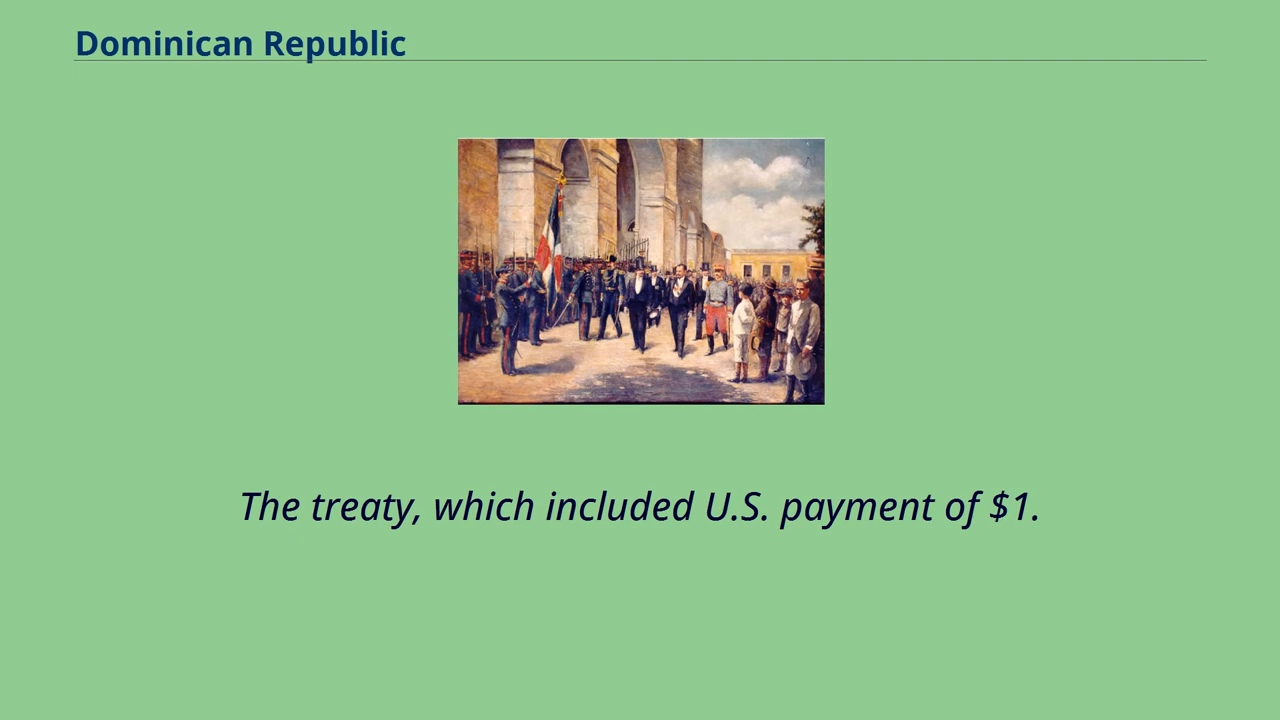 Dominican Republic
The treaty, which included U.S. payment of $1.